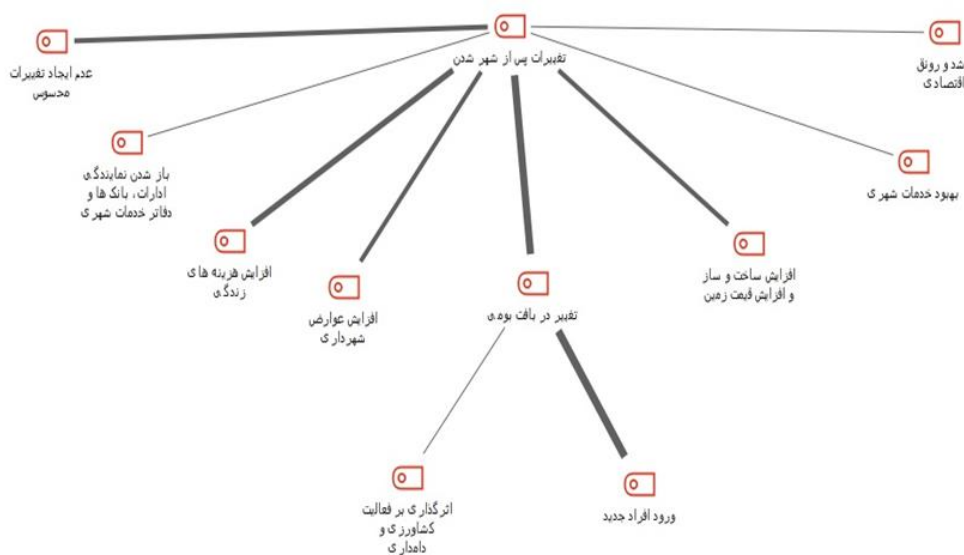 تغییرات پس از شهر شدن
شد و رونق
اقتصادی
عدم ایجاد تغییرات
محسوس
بهبود خدمات شهری
باز شدن نمایندگی
ادارات، بانک ها و
دفاتر خدمات شهری
افزایش ساخت و ساز
و افزایش قیمت زمین
افزایش هزینه های
زندگی
تغییر در بافت بومی
افزایش عوارض
شهرداری
اثرگذاری بر فعالیت
کشاورزی و
دامداری
ورود افراد جدید